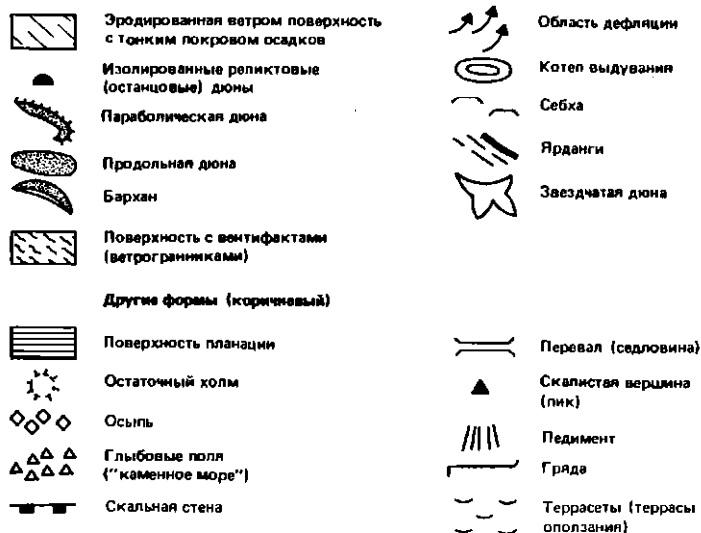 Эродированная ветром поверхность
с тонким покровом осадков
Изолированные реликтовые
(останцовые) дюны
Параболическая дюна
Продольная дюна
Бархан
Поверхность с вентифактами
(ветрогранниками)
Область дефляции
Котел выдувания
Себха
Ярданги
Звездчатая дюна
Другие формы (коричневый)
Поверхность планации
Остаточный холм
Осыпь
Глыбовые поля
("каменное море")
Скальная стена
Перевал (седловина)
Скалистая вершина
(пик)
Педимент
Гряда
Террасеты (террасы
оползания)